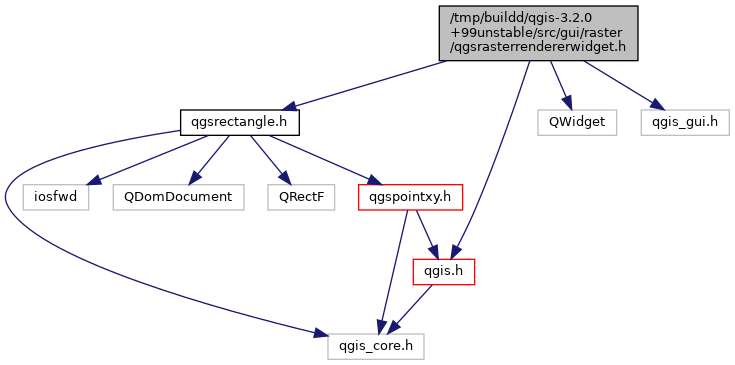 /tmp/buildd/qgis-3.2.0
+99unstable/src/gui/raster
/qgsrasterrendererwidget.h
qgsrectangle.h
QWidget
qgis_gui.h
iosfwd
QDomDocument
QRectF
qgspointxy.h
qgis.h
qgis_core.h